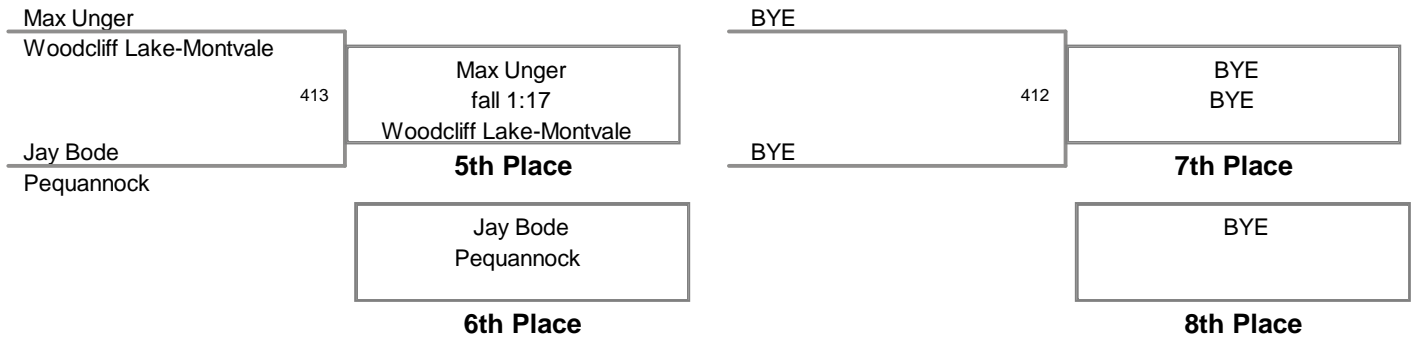 Max Unger
Woodcliff Lake-Montvale
413
Jay Bode
Pequannock
Max Unger
fall 1:17
Woodcliff Lake-Montvale
5th Place
Jay Bode
Pequannock
6th Place
BYE
412
BYE
BYE
BYE
7th Place
BYE
8th Place